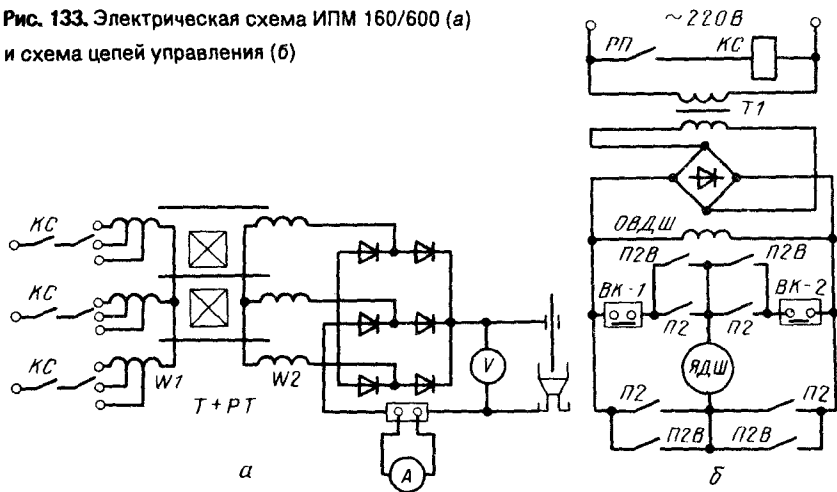 Рис. 133. Электрическая схема ИПМ 160/600 (а)
и схема цепей управления (б)
~220В
РП
КС
Т1
ОВДШ
П2В
П2В
ВК-1
ВК-2
П2
П2
ЯДШ
П2
П2
П2В
П2В
б
КС
КС
КС
W1
W2
Т+РТ
V
А
а